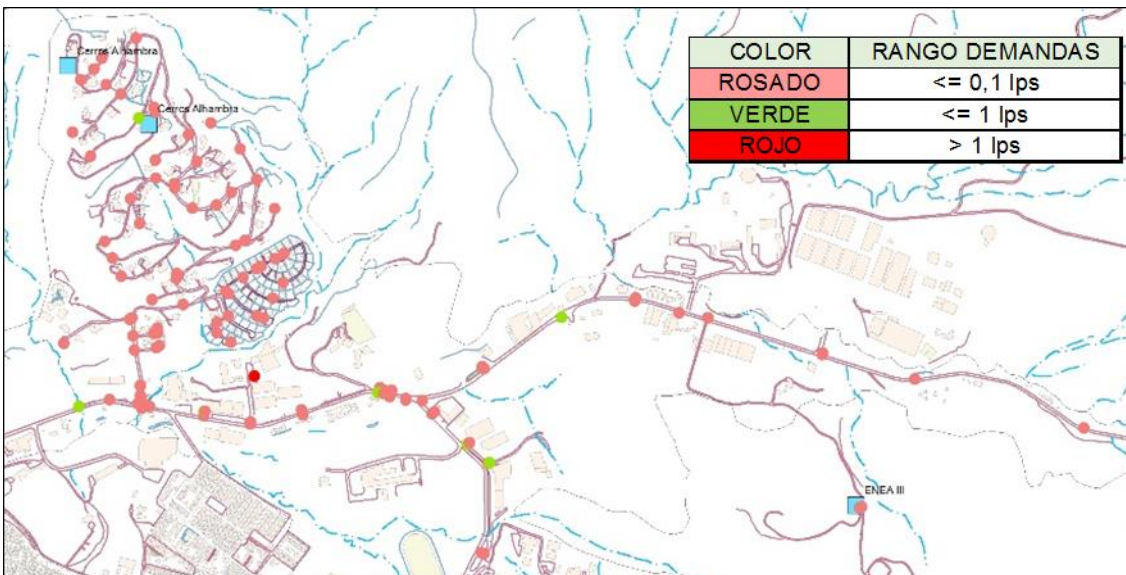 Cerros Alhambra
Cerros Alhambra
COLOR RANGO DEMANDAS
ROSADO <= 0,1 lps
VERDE <= 1 lps
ROJO > 1 lps
ENEA III